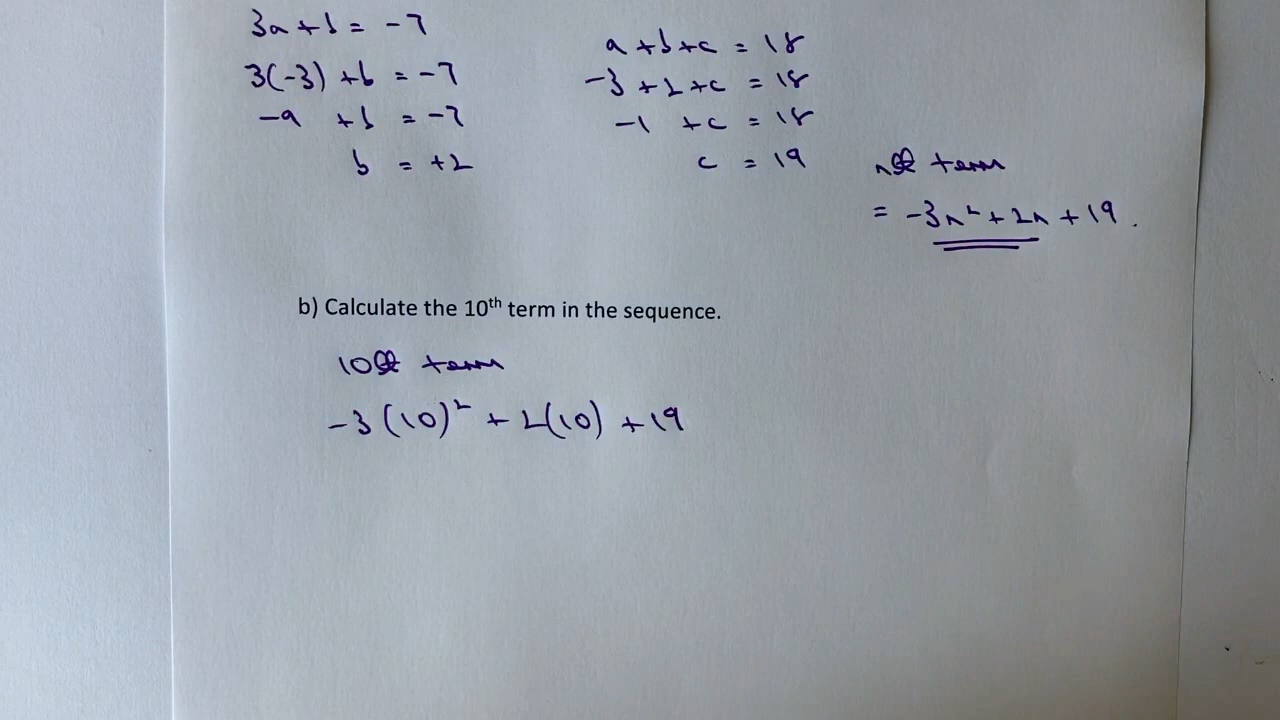 3a + b = -7
3(-3) + b = -7
-9 + b = -7
b = +2
a + b + c = 18
-3 + 2 + c = 18
-1 + c = 18
c = 19
nth term
= -3n² + 2n + 19.
b) Calculate the 10th term in the sequence.
10th term
-3(10)² + 2(10) + 19